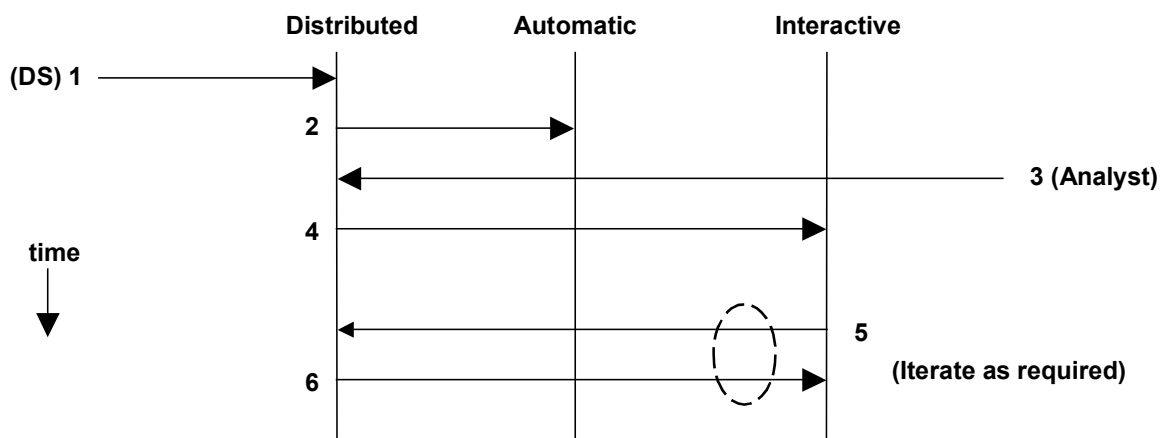 Distributed Automatic Interactive
(DS) 1
2
3 (Analyst)
4
time
5
(Iterate as required)
6